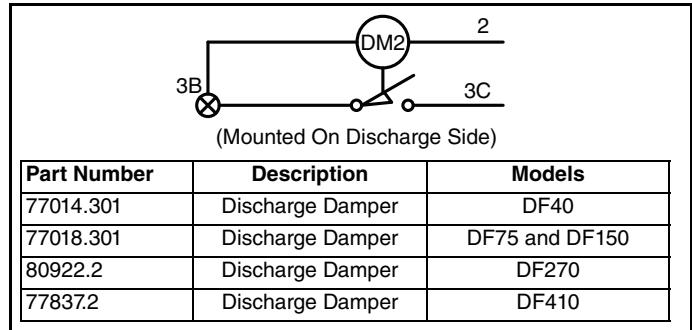 DM2
2
3B
3C
(Mounted On Discharge Side)
Part Number Description Models
77014.301 Discharge Damper DF40
77018.301 Discharge Damper DF75 and DF150
80922.2 Discharge Damper DF270
77837.2 Discharge Damper DF410